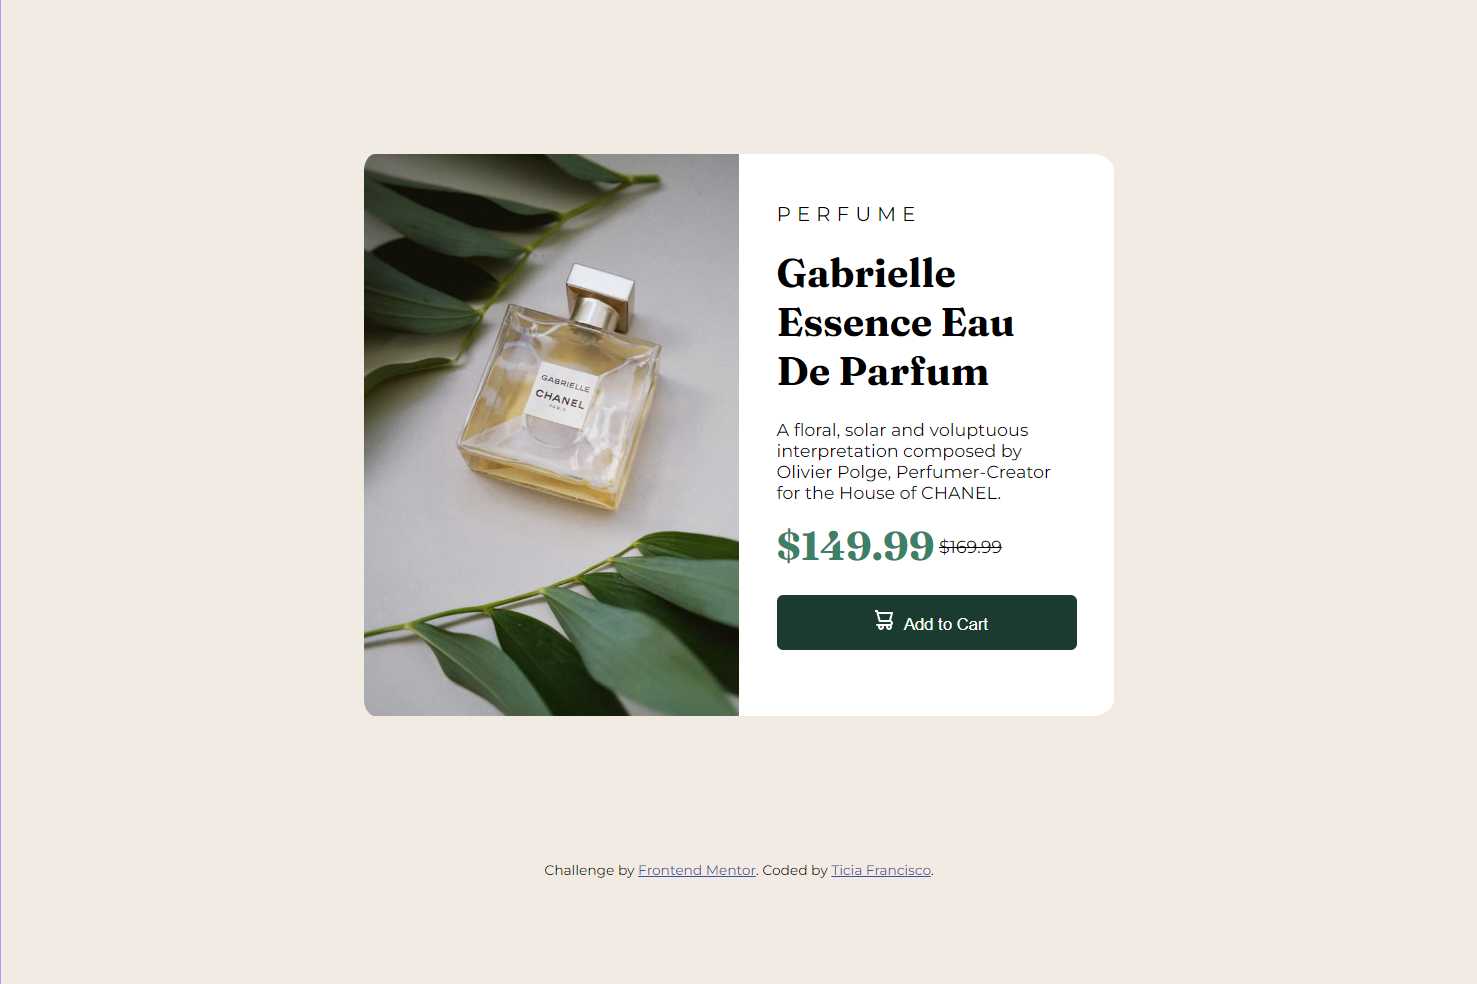 GABRIELLE
CHANEL
PARIS
PERFUME
Gabrielle
Essence Eau
De Parfum
A floral, solar and voluptuous
interpretation composed by
Olivier Polge, Perfumer-Creator
for the House of CHANEL.
$149.99 $169.99
Add to Cart
Challenge by Frontend Mentor. Coded by Ticia Francisco.